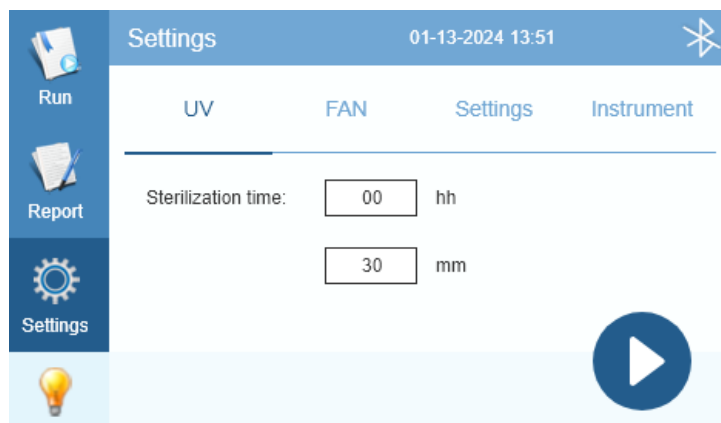 Settings 01-13-2024 13:51
Run
UV FAN Settings Instrument
Report
Sterilization time: 00 hh
30 mm
Settings